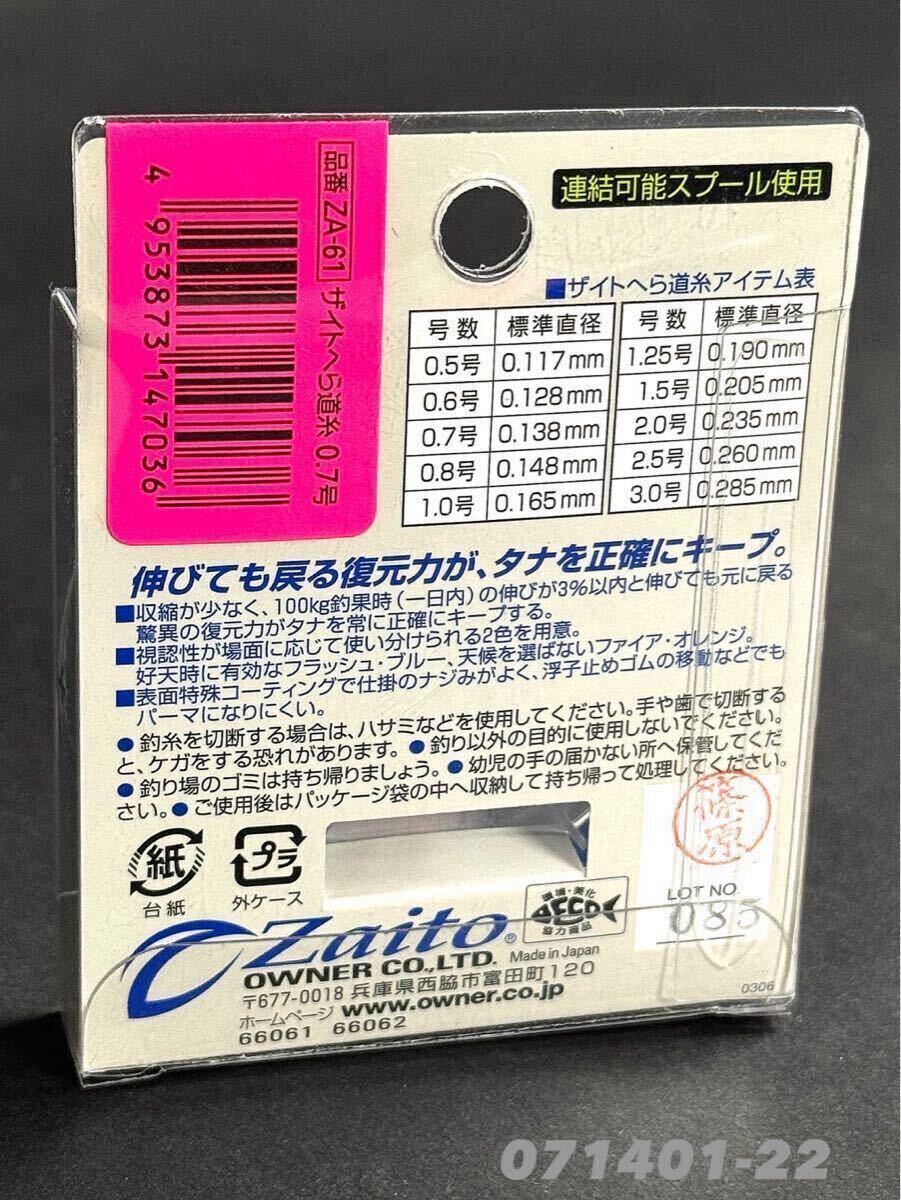 品番 ZA-61 ザイトへら道糸 0.7号
4 953873 147036
連結可能スプール使用
■ザイトへら道糸アイテム表
号数 標準直径 号数 標準直径
0.5号 0.117mm 1.25号 0.190mm
0.6号 0.128mm 1.5号 0.205mm
0.7号 0.138mm 2.0号 0.235mm
0.8号 0.148mm 2.5号 0.260mm
1.0号 0.165mm 3.0号 0.285mm
伸びても戻る復元力が、タナを正確にキープ。
■収縮が少なく、100kg釣果時(一日内)の伸びが3%以内と伸びても元に戻る
驚異の復元力がタナを常に正確にキープする。
■視認性が場面に応じて使い分けられる2色を用意。
好天時に有効なフラッシュ・ブルー、天候を選ばないファイア・オレンジ。
■表面特殊コーティングで仕掛のナジみがよく、浮子止めゴムの移動などでも
パーマになりにくい。
● 釣糸を切断する場合は、ハサミなどを使用してください。手や歯で切断する
と、ケガをする恐れがあります。● 釣り以外の目的に使用しないでください。
● 釣り場のゴミは持ち帰りましょう。● 幼児の手の届かない所へ保管してくだ
さい。● ご使用後はパッケージ袋の中へ収納して持ち帰って処理してください。
紙
台紙
プラ
外ケース
篠原
LOT NO.
085
環境・美化
協力商品
Zaito®
OWNER CO.,LTD. Made in Japan
〒677-0018 兵庫県西脇市富田町120
ホームページ www.owner.co.jp
66061 66062
0306
071401-22